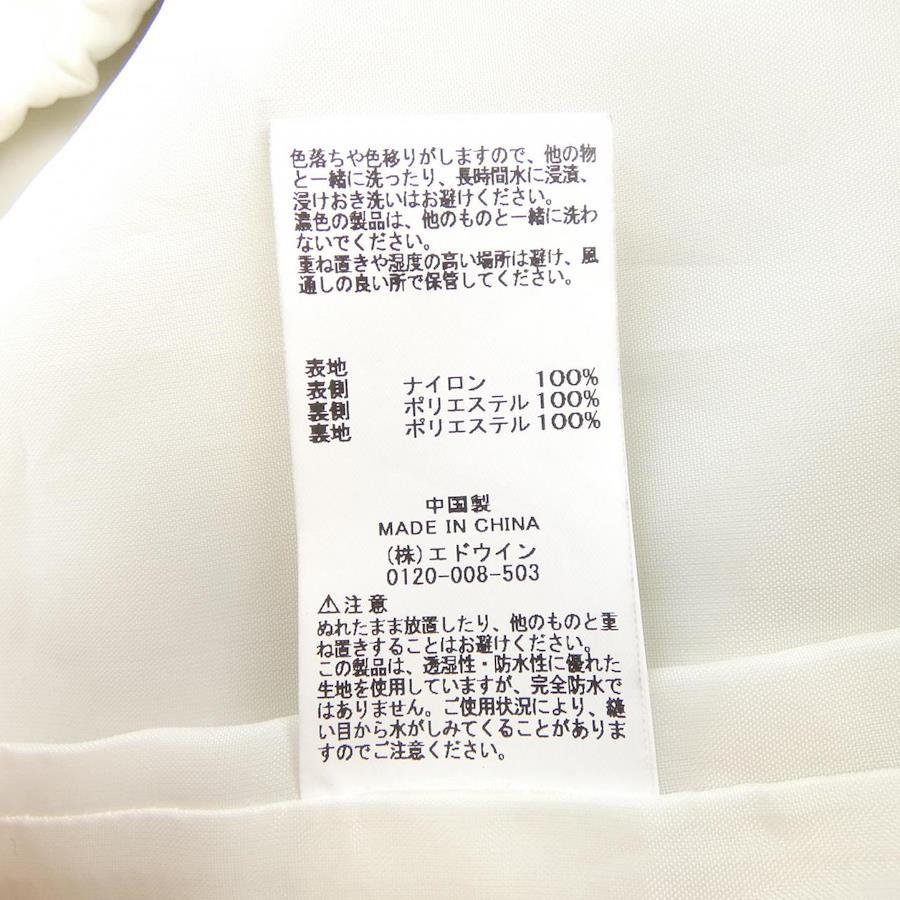 色落ちや色移りがしますので、他の物
と一緒に洗ったり、長時間水に浸漬、
浸けおき洗いはお避けください。
濃色の製品は、他のものと一緒に洗わ
ないでください。
重ね置きや湿度の高い場所は避け、風
通しの良い所で保管してください。
表地
表側 ナイロン 100%
裏側 ポリエステル 100%
裏地 ポリエステル 100%
中国製
MADE IN CHINA
(株)エドウイン
0120-008-503
⚠注意
ぬれたまま放置したり、他のものと重
ね置きすることはお避けください。
この製品は、透湿性・防水性に優れた
生地を使用していますが、完全防水で
はありません。ご使用状況により、縫
い目から水がしみてくることがありま
すのでご注意ください。